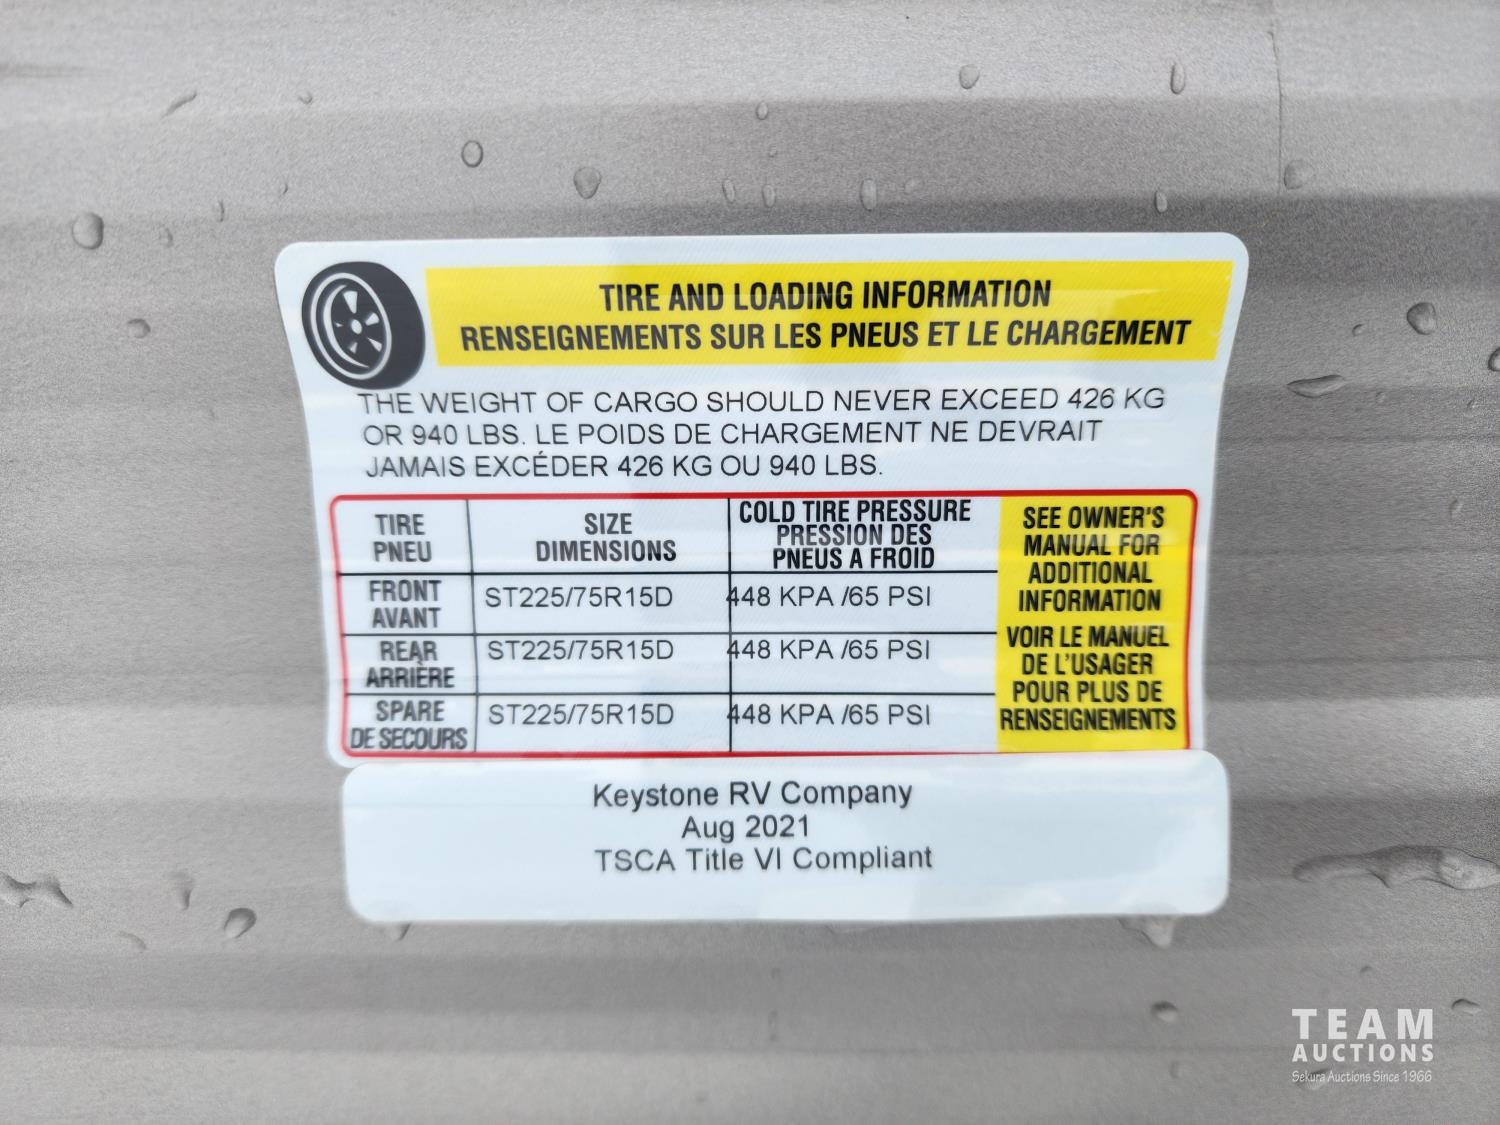 TIRE AND LOADING INFORMATION
RENSEIGNEMENTS SUR LES PNEUS ET LE CHARGEMENT
THE WEIGHT OF CARGO SHOULD NEVER EXCEED 426 KG
OR 940 LBS. LE POIDS DE CHARGEMENT NE DEVRAIT
JAMAIS EXCÉDER 426 KG OU 940 LBS.
TIRE
PNEU
SIZE
DIMENSIONS
COLD TIRE PRESSURE
PRESSION DES
PNEUS A FROID
FRONT
AVANT
ST225/75R15D
448 KPA /65 PSI
REAR
ARRIÈRE
ST225/75R15D
448 KPA /65 PSI
SPARE
DE SECOURS
ST225/75R15D
448 KPA /65 PSI
SEE OWNER'S
MANUAL FOR
ADDITIONAL
INFORMATION
VOIR LE MANUEL
DE L'USAGER
POUR PLUS DE
RENSEIGNEMENTS
Keystone RV Company
Aug 2021
TSCA Title VI Compliant
TEAM
AUCTIONS
Sekura Auctions Since 1966